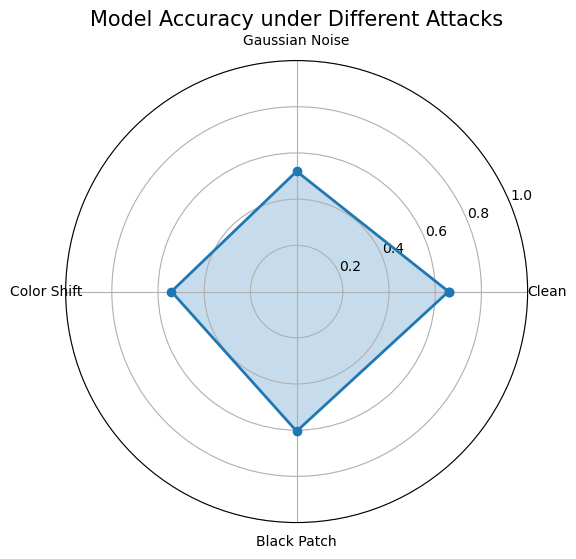 Model Accuracy under Different Attacks
Gaussian Noise
1.0
0.8
0.6
0.4
0.2
Color Shift
Clean
Black Patch